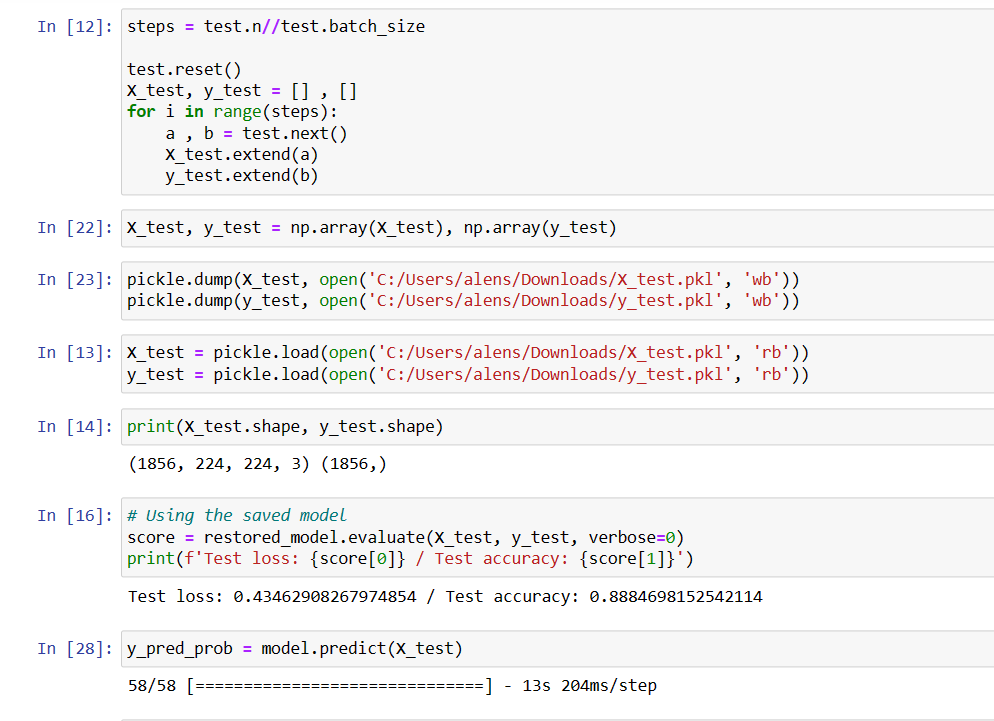 In [12]: steps = test.n//test.batch_size
test.reset()
X_test, y_test = [] , []
for i in range(steps):
    a , b = test.next()
    X_test.extend(a)
    y_test.extend(b)
In [22]: X_test, y_test = np.array(X_test), np.array(y_test)
In [23]: pickle.dump(X_test, open('C:/Users/alens/Downloads/X_test.pkl', 'wb'))
pickle.dump(y_test, open('C:/Users/alens/Downloads/y_test.pkl', 'wb'))
In [13]: X_test = pickle.load(open('C:/Users/alens/Downloads/X_test.pkl', 'rb'))
y_test = pickle.load(open('C:/Users/alens/Downloads/y_test.pkl', 'rb'))
In [14]: print(X_test.shape, y_test.shape)
(1856, 224, 224, 3) (1856,)
In [16]: # Using the saved model
score = restored_model.evaluate(X_test, y_test, verbose=0)
print(f'Test loss: {score[0]} / Test accuracy: {score[1]}')
Test loss: 0.43462908267974854 / Test accuracy: 0.8884698152542114
In [28]: y_pred_prob = model.predict(X_test)
58/58 [==============================] - 13s 204ms/step